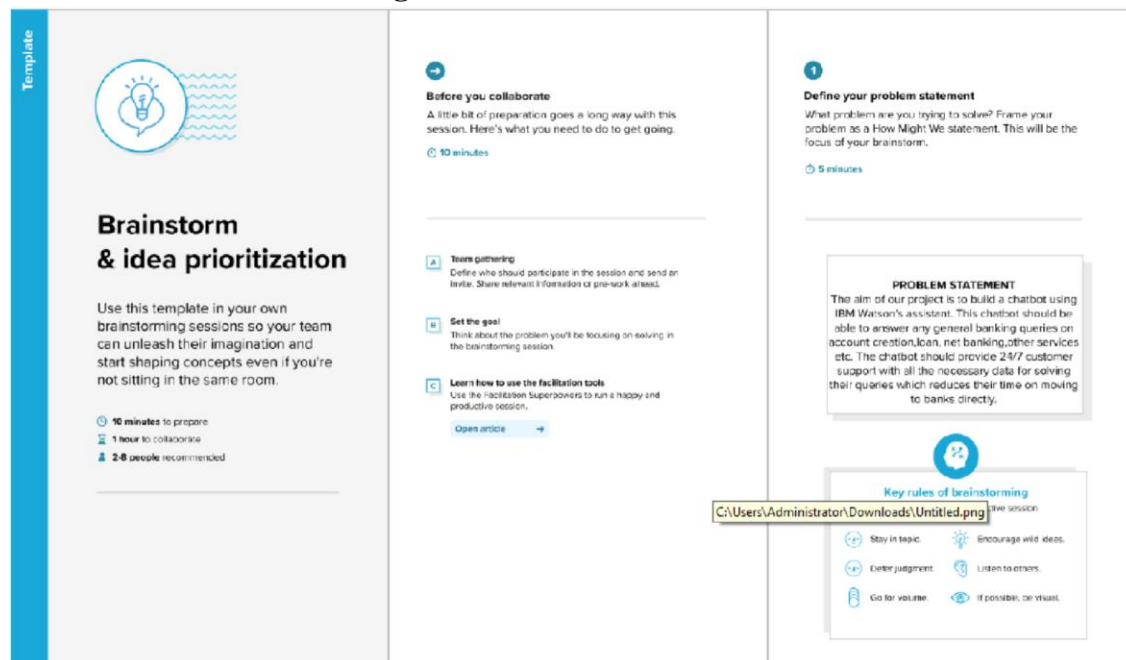 Template
Brainstorm
& idea prioritization
Use this template in your own
brainstorming sessions so your team
can unleash their imagination and
start shaping concepts even if you're
not sitting in the same room.
10 minutes to prepare
1 hour to collaborate
2-8 people recommended
Before you collaborate
A little bit of preparation goes a long way with this
session. Here's what you need to do to get going.
10 minutes
A
Team gathering
Define who should participate in the session and send an
invite. Share relevant information or pre-work ahead.
B
Set the goal
Think about the problem you'll be focusing on solving in
the brainstorming session.
C
Learn how to use the facilitation tools
Use the Facilitation Superpowers to run a happy and
productive session.
Open article
1
Define your problem statement
What problem are you trying to solve? Frame your
problem as a How Might We statement. This will be the
focus of your brainstorm.
5 minutes
PROBLEM STATEMENT
The aim of our project is to build a chatbot using
IBM Watson's assistant. This chatbot should be
able to answer any general banking queries on
account creation,loan, net banking,other services
etc. The chatbot should provide 24/7 customer
support with all the necessary data for solving
their queries which reduces their time on moving
to banks directly.
Key rules of brainstorming
C:\Users\Administrator\Downloads\Untitled.png
session
Stay in topic.
Encourage wild ideas.
Defer judgment.
Listen to others.
Go for volume.
If possible, be visual.